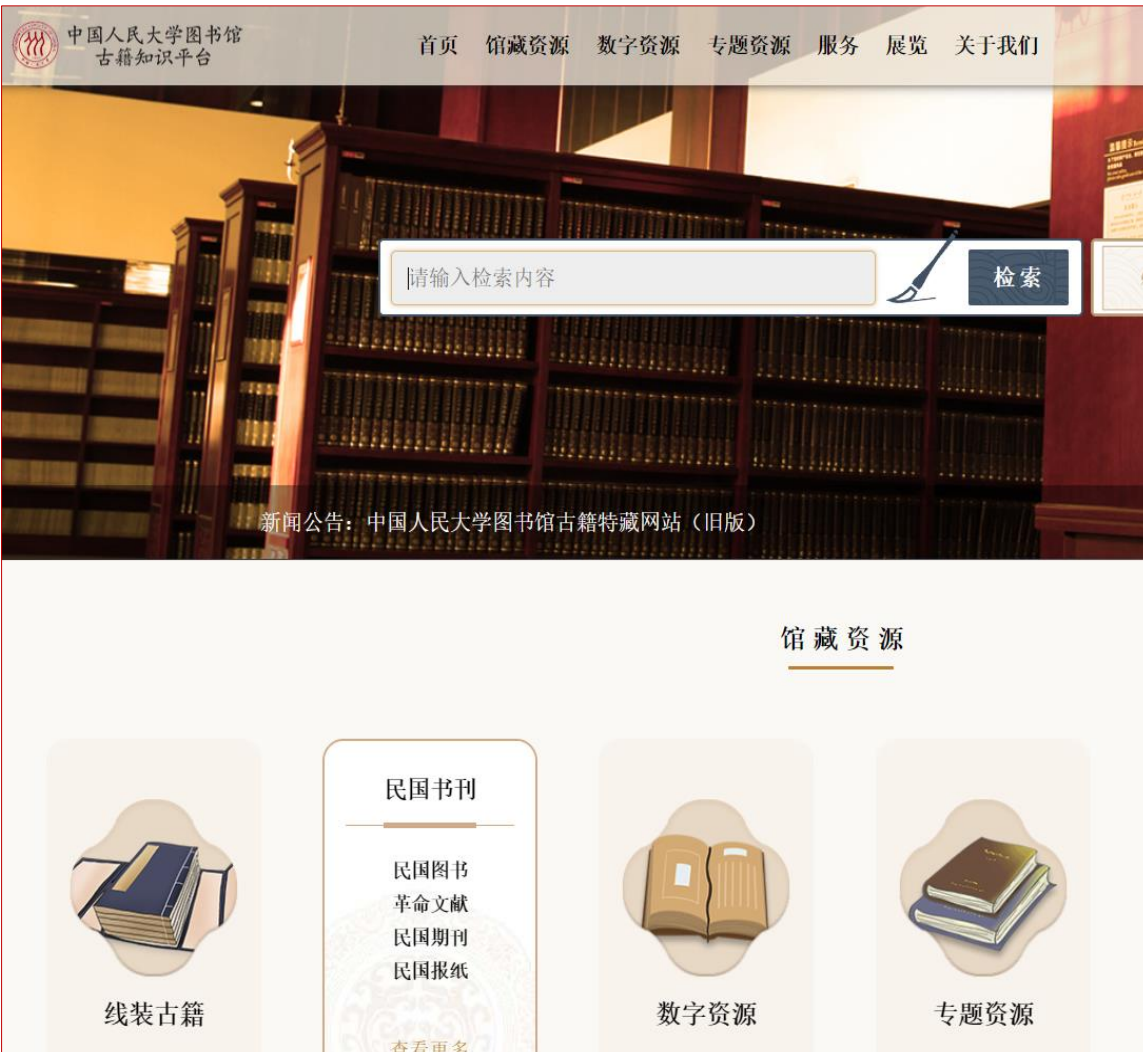 中国人民大学图书馆
古籍知识平台
首页 馆藏资源 数字资源 专题资源 服务 展览 关于我们
请输入检索内容
检索
新闻公告：中国人民大学图书馆古籍特藏网站（旧版）
馆藏资源
民国书刊
民国图书
革命文献
民国期刊
民国报纸
查看更多
线装古籍
数字资源
专题资源